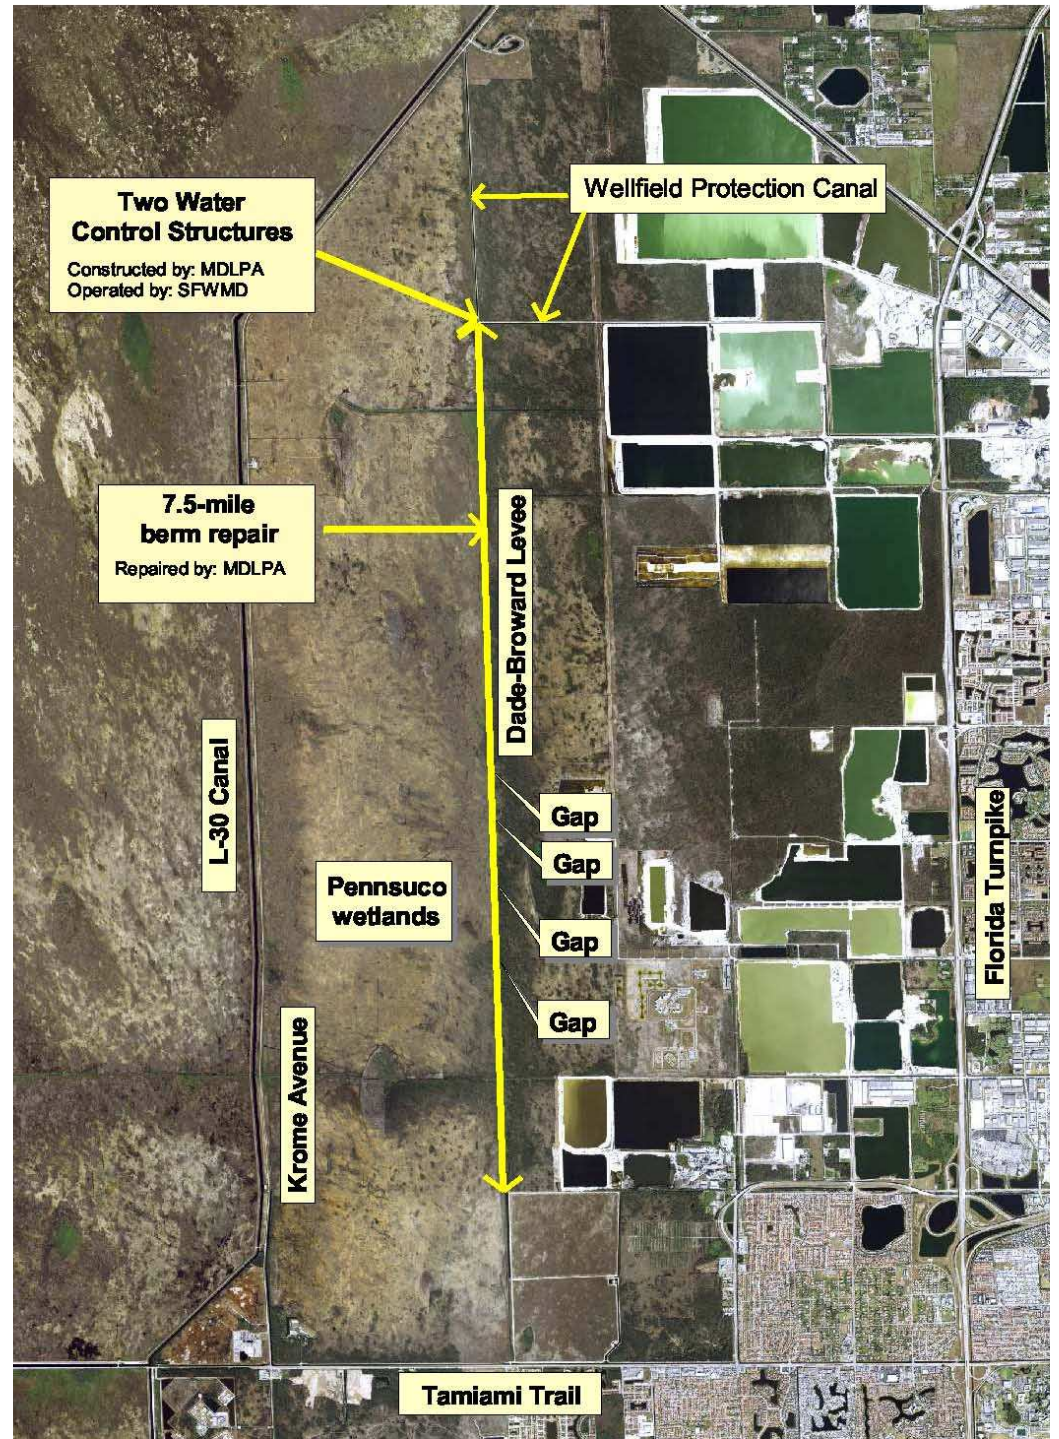 Two Water
Control Structures
Constructed by: MDLPA
Operated by: SFWMD
Wellfield Protection Canal
7.5-mile
berm repair
Repaired by: MDLPA
Dade-Broward Levee
L-30 Canal
Gap
Gap
Pennsuco
wetlands
Gap
Gap
Florida Turnpike
Krome Avenue
Tamiami Trail